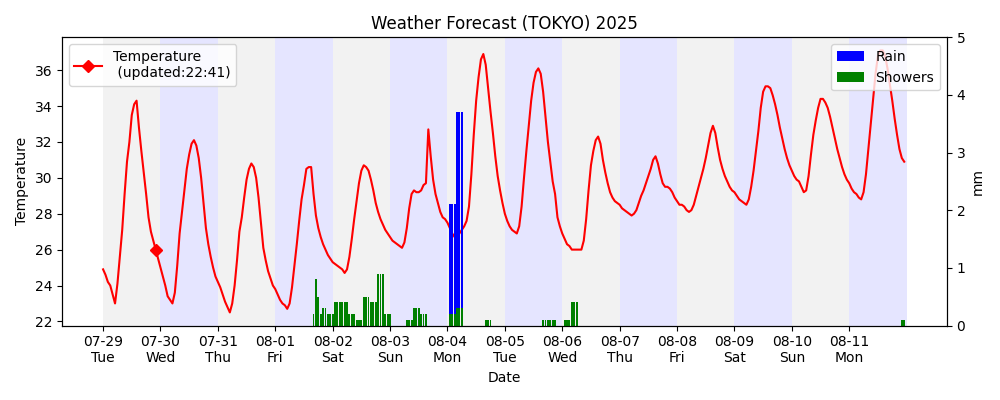 Weather Forecast (TOKYO) 2025
Temperature
(updated:22:41)
Rain
Showers
Temperature
36
34
32
30
28
26
24
22
5
4
3
2
1
0
mm
07-29 07-30 07-31 08-01 08-02 08-03 08-04 08-05 08-06 08-07 08-08 08-09 08-10 08-11
Tue Wed Thu Fri Sat Sun Mon Tue Wed Thu Fri Sat Sun Mon
Date